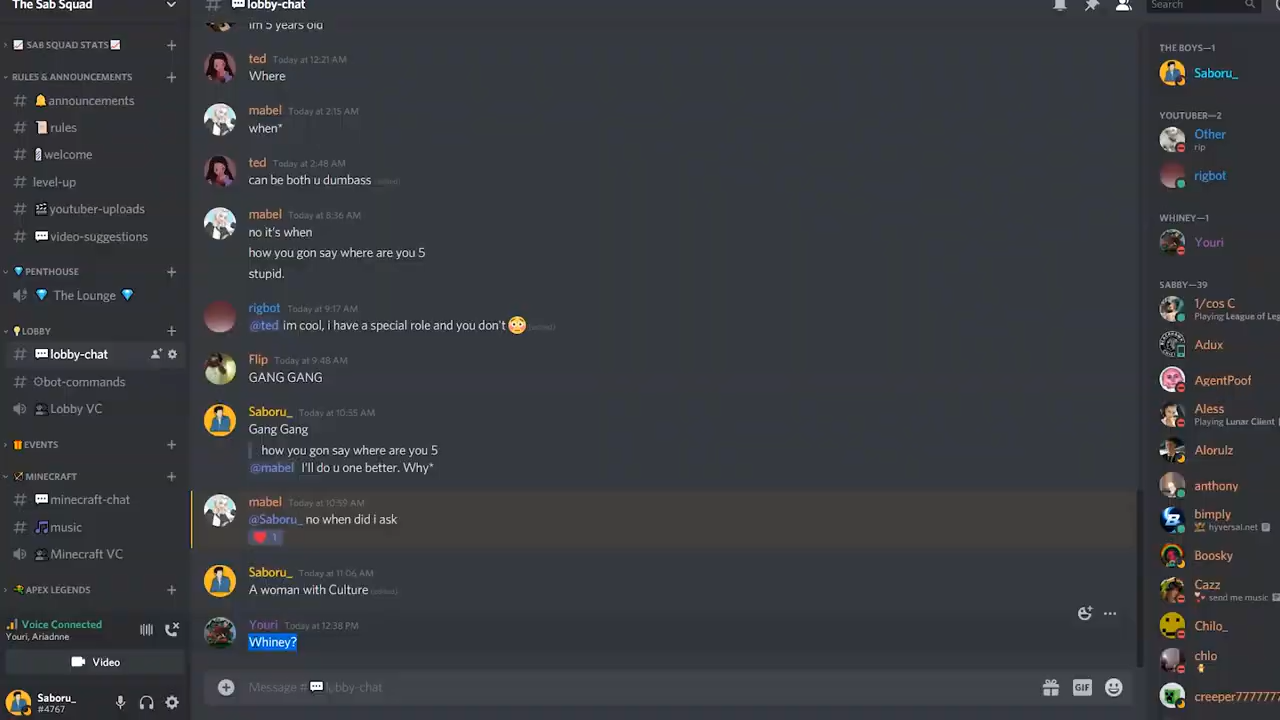 The Sab Squad
SAB SQUAD STATS
RULES & ANNOUNCEMENTS
# announcements
# rules
# welcome
# level-up
# youtuber-uploads
# video-suggestions
PENTHOUSE
The Lounge
LOBBY
# lobby-chat
# bot-commands
Lobby VC
EVENTS
MINECRAFT
# minecraft-chat
# music
Minecraft VC
APEX LEGENDS
Voice Connected
Youri, Ariadnne
Video
Saboru_
#4767
# lobby-chat
im 5 years old
ted Today at 12:21 AM
Where
mabel Today at 2:15 AM
when*
ted Today at 2:48 AM
can be both u dumbass (edited)
mabel Today at 8:36 AM
no it's when
how you gon say where are you 5
stupid.
rigbot Today at 9:17 AM
@ted im cool, i have a special role and you don't (edited)
Flip Today at 9:48 AM
GANG GANG
Saboru_ Today at 10:55 AM
Gang Gang
how you gon say where are you 5
@mabel I'll do u one better. Why*
mabel Today at 10:59 AM
@Saboru_ no when did i ask
1
Saboru_ Today at 11:06 AM
A woman with Culture (edited)
Youri Today at 12:38 PM
Whiney?
Message # lobby-chat
GIF
Search
THE BOYS—1
Saboru_
YOUTUBER—2
Other
rip
rigbot
WHINEY—1
Youri
SABBY—39
1/cos C
Playing League of Leg
Adux
AgentPoof
Aless
Playing Lunar Client
Alorulz
anthony
bimply
hyversal.net
Boosky
Cazz
send me music
Chilo_
chlo
creeper7777777